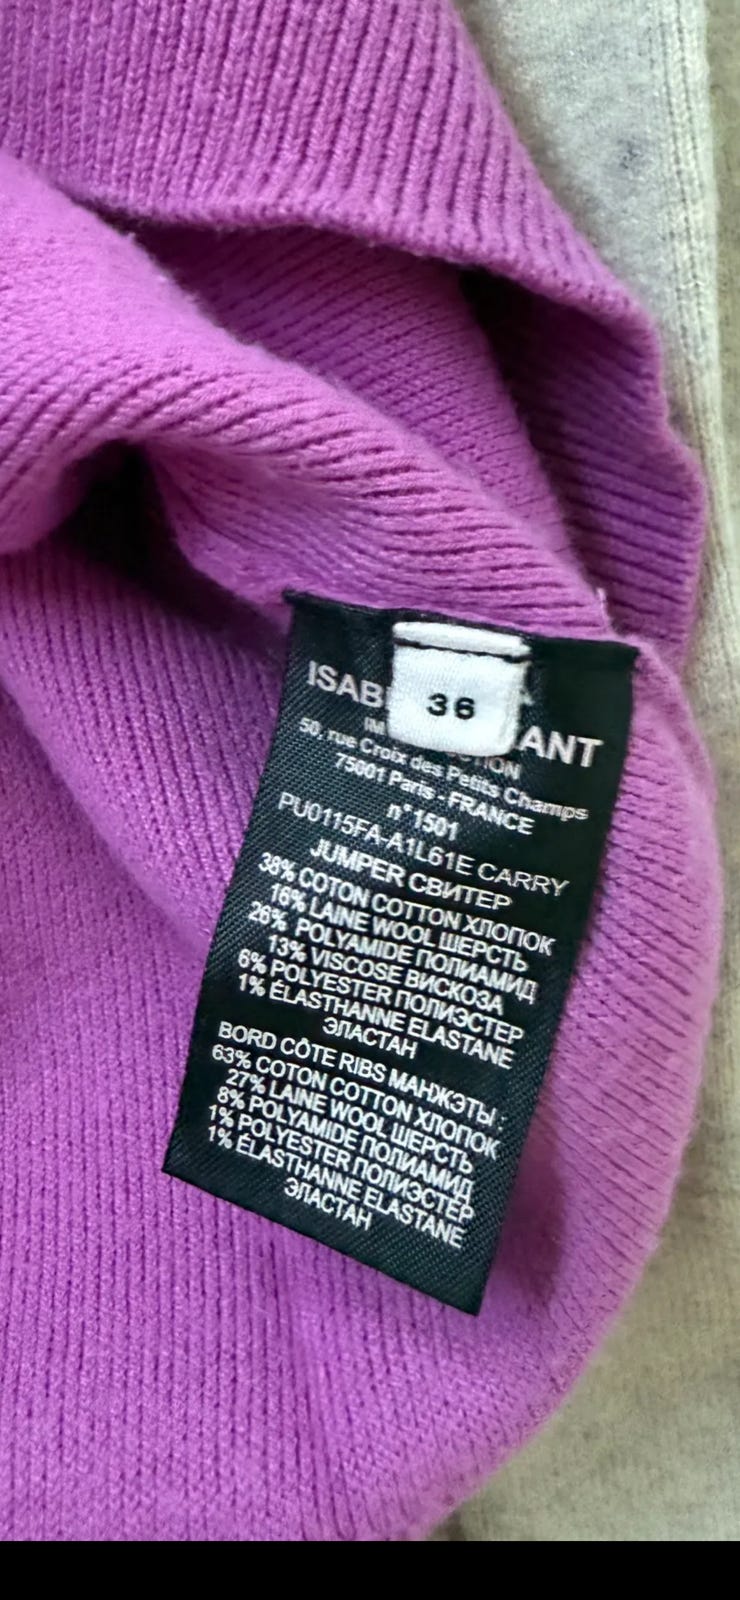 36
ISAB ANT
50, rue Croix des Petits Champs
75001 Paris - FRANCE
n°1501
PU0115FA-A1L61E CARRY
JUMPER СВИТЕР
38% COTON COTTON ХЛОПОК
16% LAINE WOOL ШЕРСТЬ
26% POLYAMIDE ПОЛИАМИД
13% VISCOSE ВИСКОЗА
6% POLYESTER ПОЛИЭСТЕР
1% ÉLASTHANNE ELASTANE
ЭЛАСТАН
BORD CÔTE RIBS МАНЖЭТЫ :
63% COTON COTTON ХЛОПОК
27% LAINE WOOL ШЕРСТЬ
8% POLYAMIDE ПОЛИАМИД
1% POLYESTER ПОЛИЭСТЕР
1% ÉLASTHANNE ELASTANE
ЭЛАСТАН